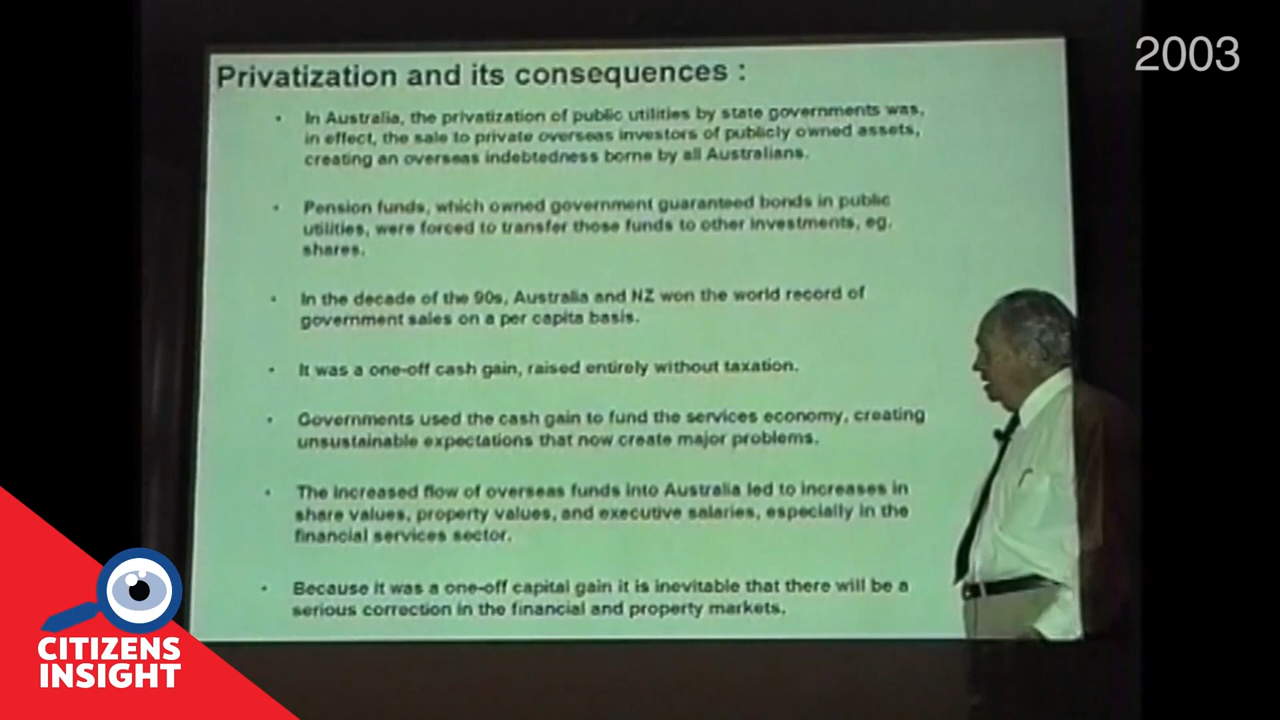 2003
Privatization and its consequences :
• In Australia, the privatization of public utilities by state governments was,
in effect, the sale to private overseas investors of publicly owned assets,
creating an overseas indebtedness borne by all Australians.
• Pension funds, which owned government guaranteed bonds in public
utilities, were forced to transfer those funds to other investments, eg.
shares.
• In the decade of the 90s, Australia and NZ won the world record of
government sales on a per capita basis.
• It was a one-off cash gain, raised entirely without taxation.
• Governments used the cash gain to fund the services economy, creating
unsustainable expectations that now create major problems.
• The increased flow of overseas funds into Australia led to increases in
share values, property values, and executive salaries, especially in the
financial services sector.
• Because it was a one-off capital gain it is inevitable that there will be a
serious correction in the financial and property markets.
CITIZENS
INSIGHT